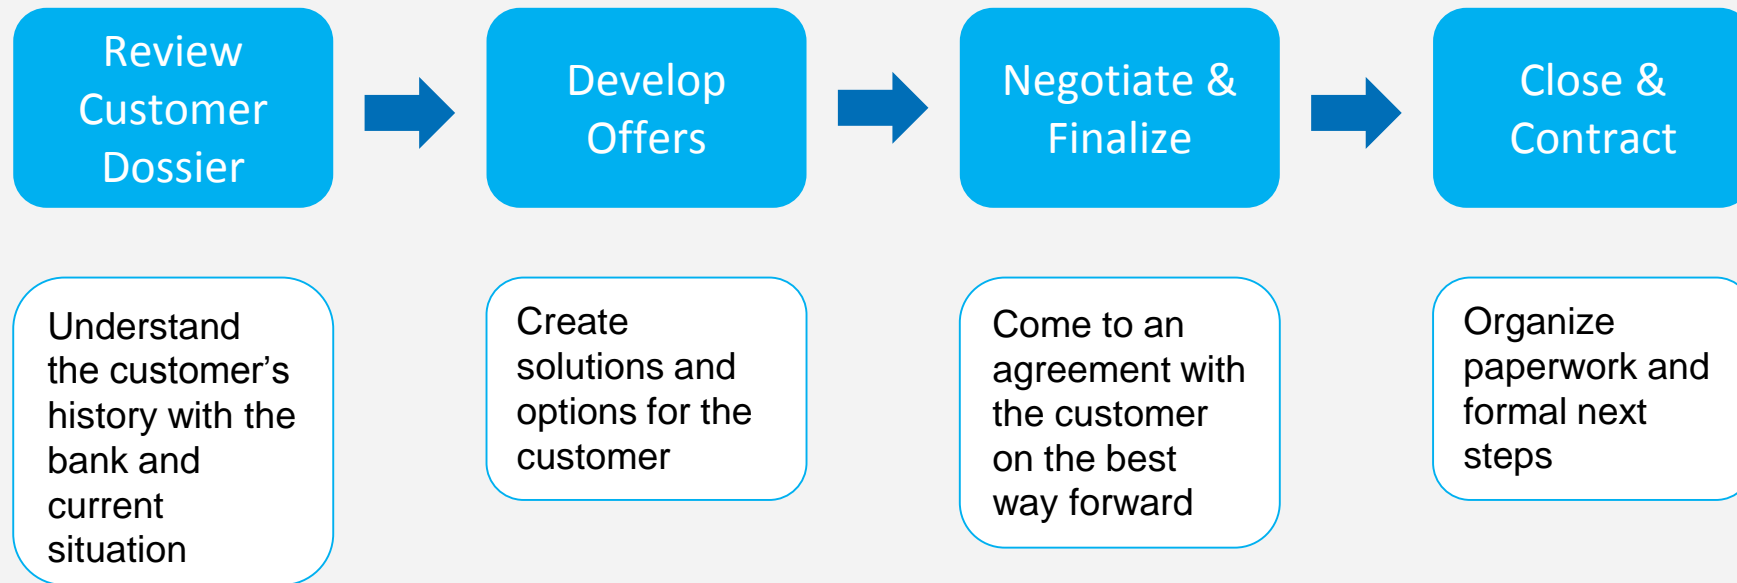 Review
Customer
Dossier
Develop
Offers
Negotiate &
Finalize
Close &
Contract
Understand
the customer’s
history with the
bank and
current
situation
Create
solutions and
options for the
customer
Come to an
agreement with
the customer
on the best
way forward
Organize
paperwork and
formal next
steps